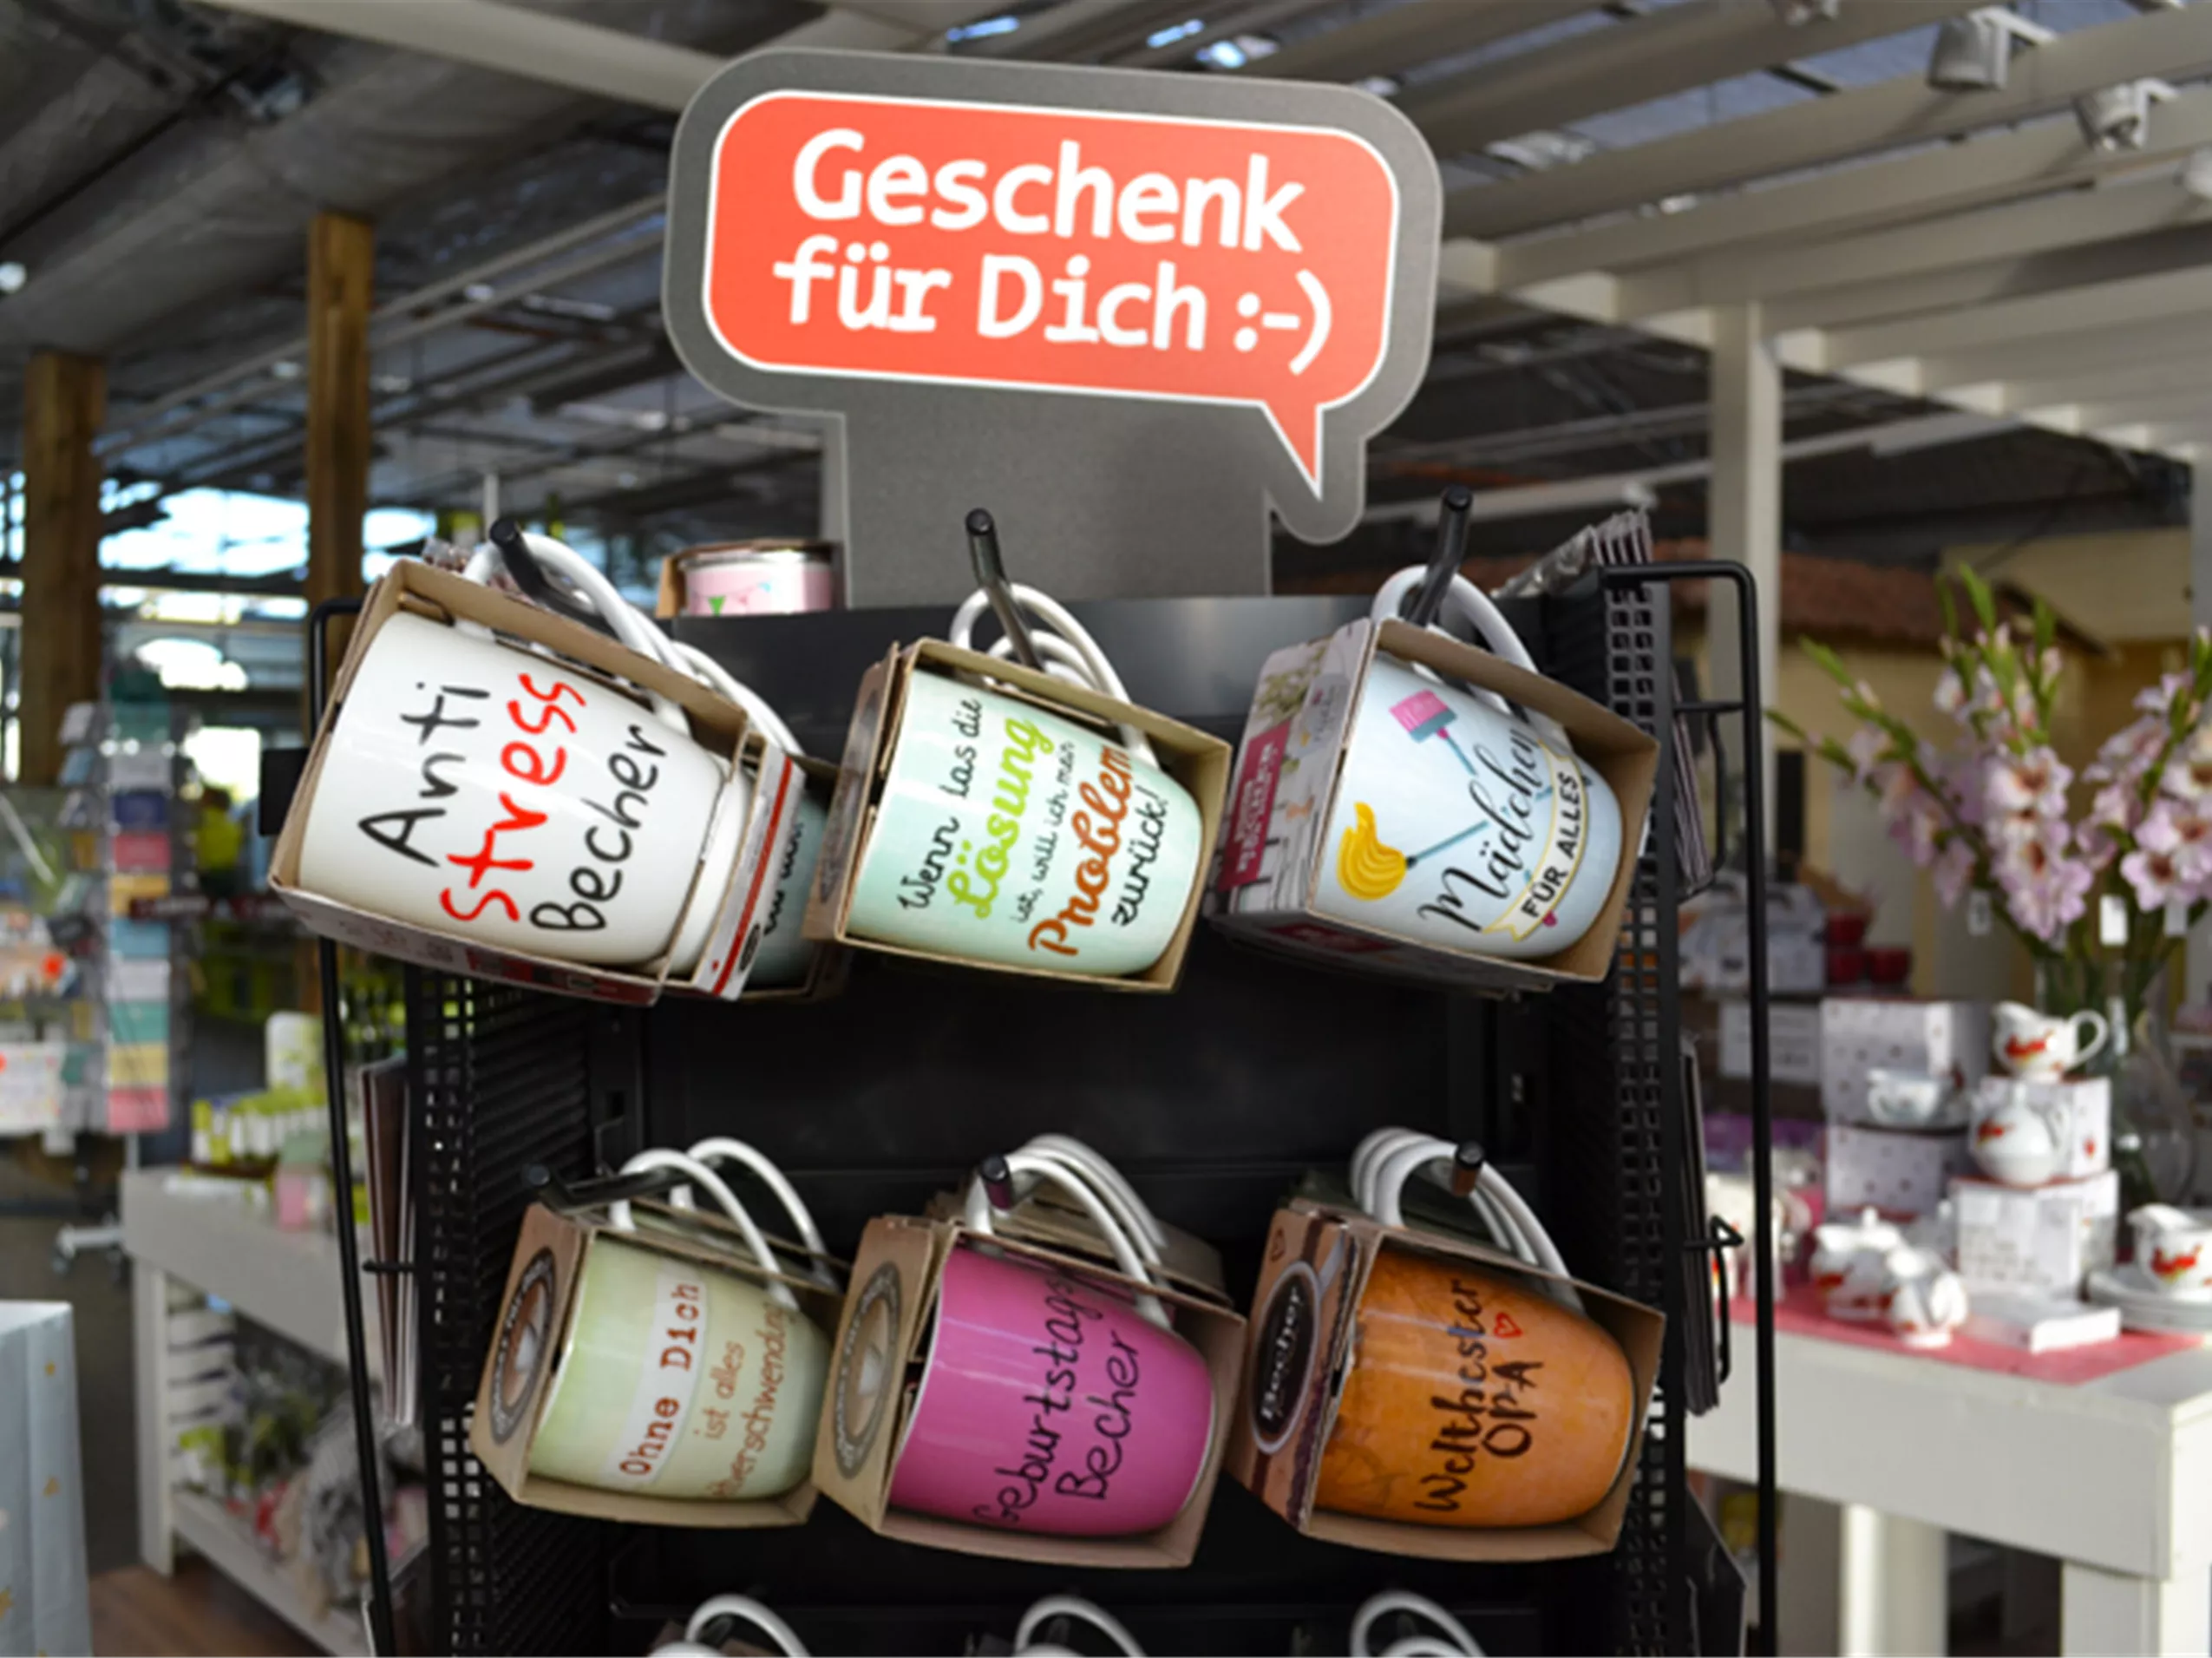 Geschenk
für Dich :-)
Anti
Stress
Becher
Wenn das die
Lösung
ist, will ich mein
Problem
zurück!
Mädchen
FÜR ALLES
Ohne Dich
ist alles
Geburtstags
Becher
Becher
Weltbester
OPA